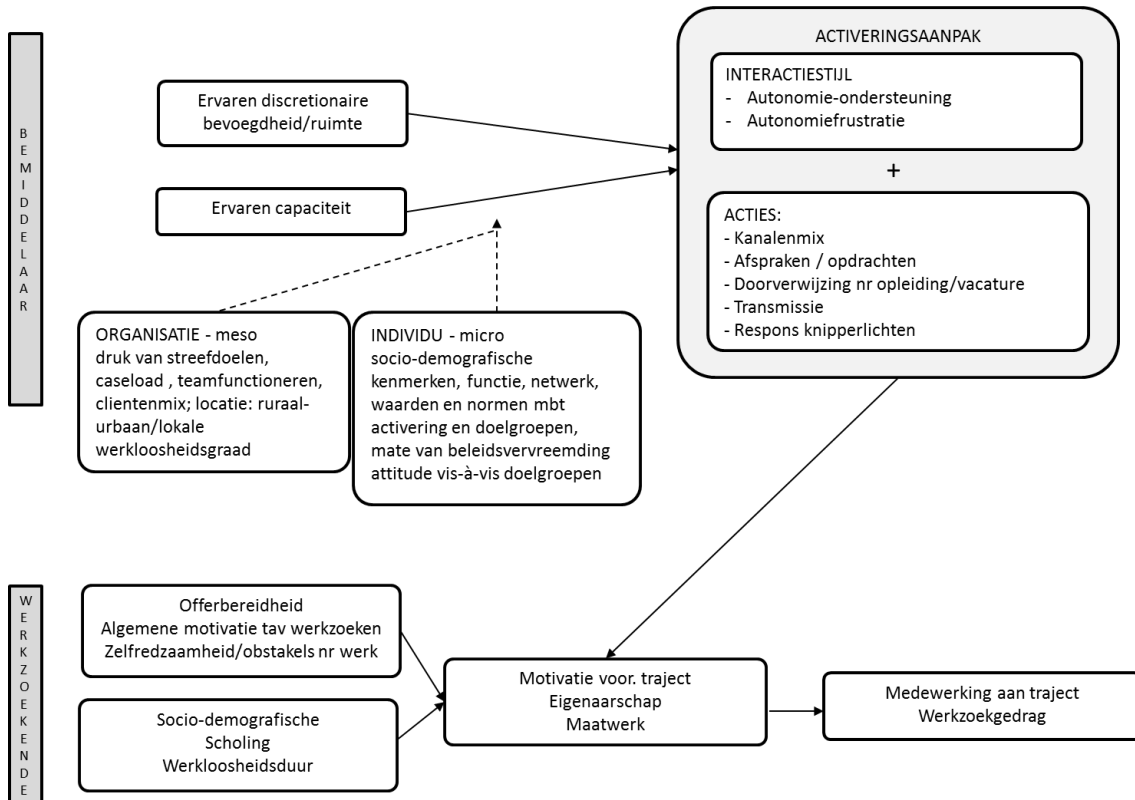 BEMIDDELAAR
Ervaren discretionaire
bevoegdheid/ruimte
Ervaren capaciteit
ORGANISATIE - meso
druk van streefdoelen,
caseload , teamfunctioneren,
clientenmix; locatie: ruraal-
urbaan/lokale
werkloosheidsgraad
INDIVIDU - micro
socio-demografische
kenmerken, functie, netwerk,
waarden en normen mbt
activering en doelgroepen,
mate van beleidsvervreemding
attitude vis-à-vis doelgroepen
ACTIVERINGSAANPAK
INTERACTIESTIJL
- Autonomie-ondersteuning
- Autonomiefrustratie
+
ACTIES:
- Kanalenmix
- Afspraken / opdrachten
- Doorverwijzing nr opleiding/vacature
- Transmissie
- Respons knipperlichten
WERKZOEKENDE
Offerbereidheid
Algemene motivatie tav werkzoeken
Zelfredzaamheid/obstakels nr werk
Socio-demografische
Scholing
Werkloosheidsduur
Motivatie voor. traject
Eigenaarschap
Maatwerk
Medewerking aan traject
Werkzoekgedrag